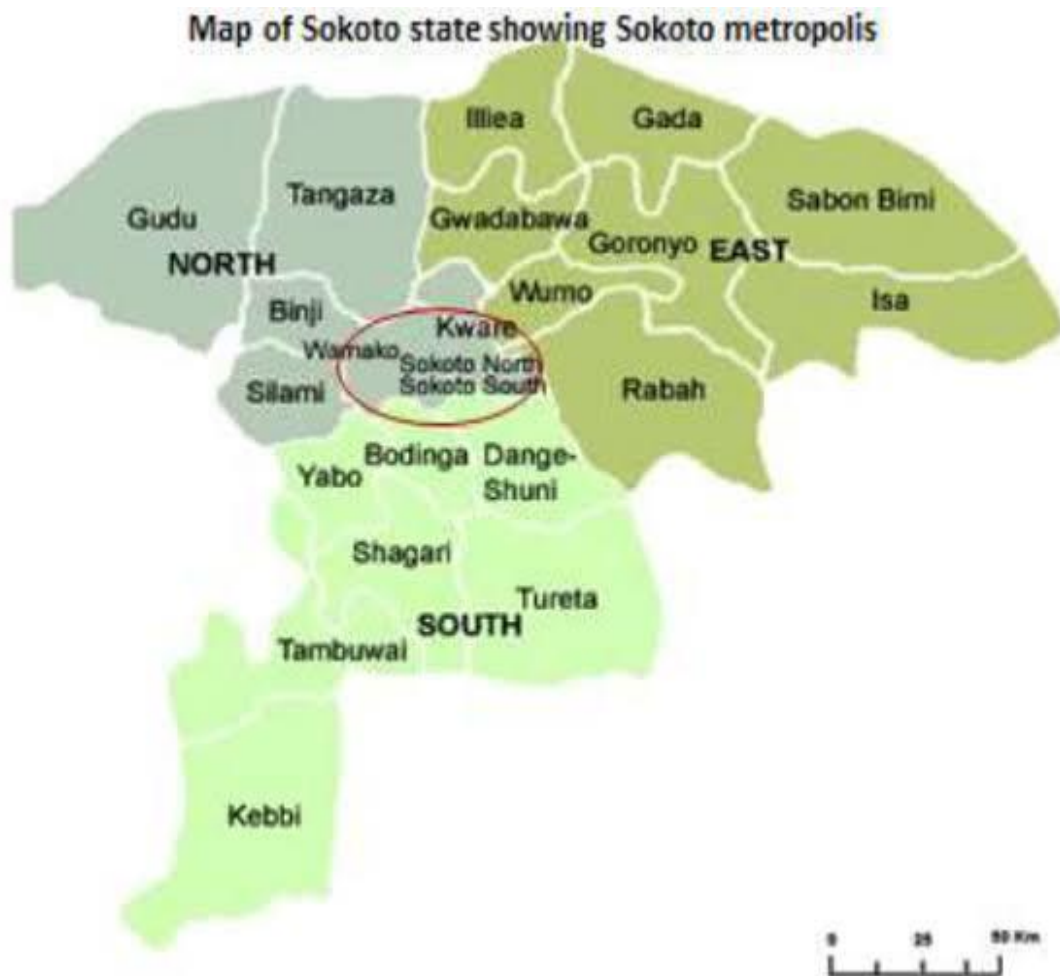 Map of Sokoto state showing Sokoto metropolis
Illiea
Gada
Tangaza
Sabon Bimi
Gudu
Gwadabawa
Goronyo
EAST
NORTH
Wumo
Isa
Binji
Kware
Wamako
Sokoto North
Silami
Sokoto South
Rabah
Bodinga
Dange-
Shuni
Yabo
Shagari
Tureta
SOUTH
Tambuwai
Kebbi
0 25 50 Km